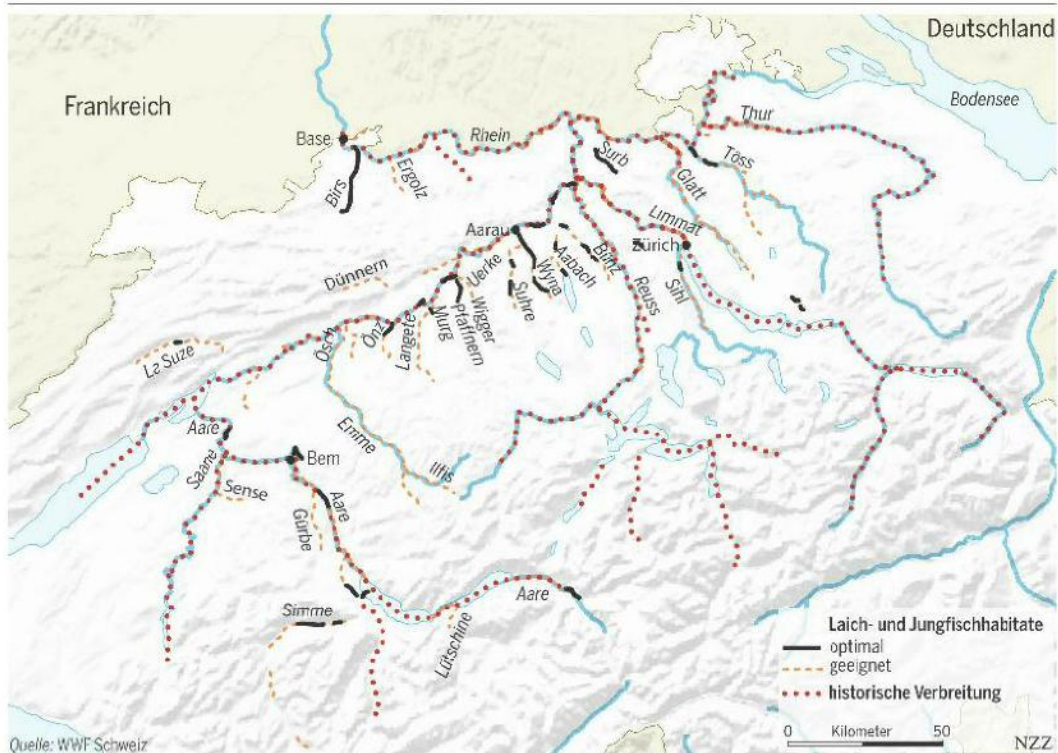 Deutschland
Frankreich
Bodensee
Thur
Rhein
Base
Surb
Töss
Ergolz
Birs
Glatt
Limmat
Aarau
Zürich
Bünz
Aabach
Uerke
Wyna
Dünnern
Suhre
Sihl
Reuss
Wigger
Pfaffnern
Murg
Langete
Önz
Ösch
La Suze
Aare
Emme
Bern
Ilfis
Saane
Sense
Aare
Gürbe
Aare
Simme
Lütschine
Laich- und Jungfischhabitate
optimal
geeignet
historische Verbreitung
0 Kilometer 50
Quelle: WWF Schweiz
NZZ